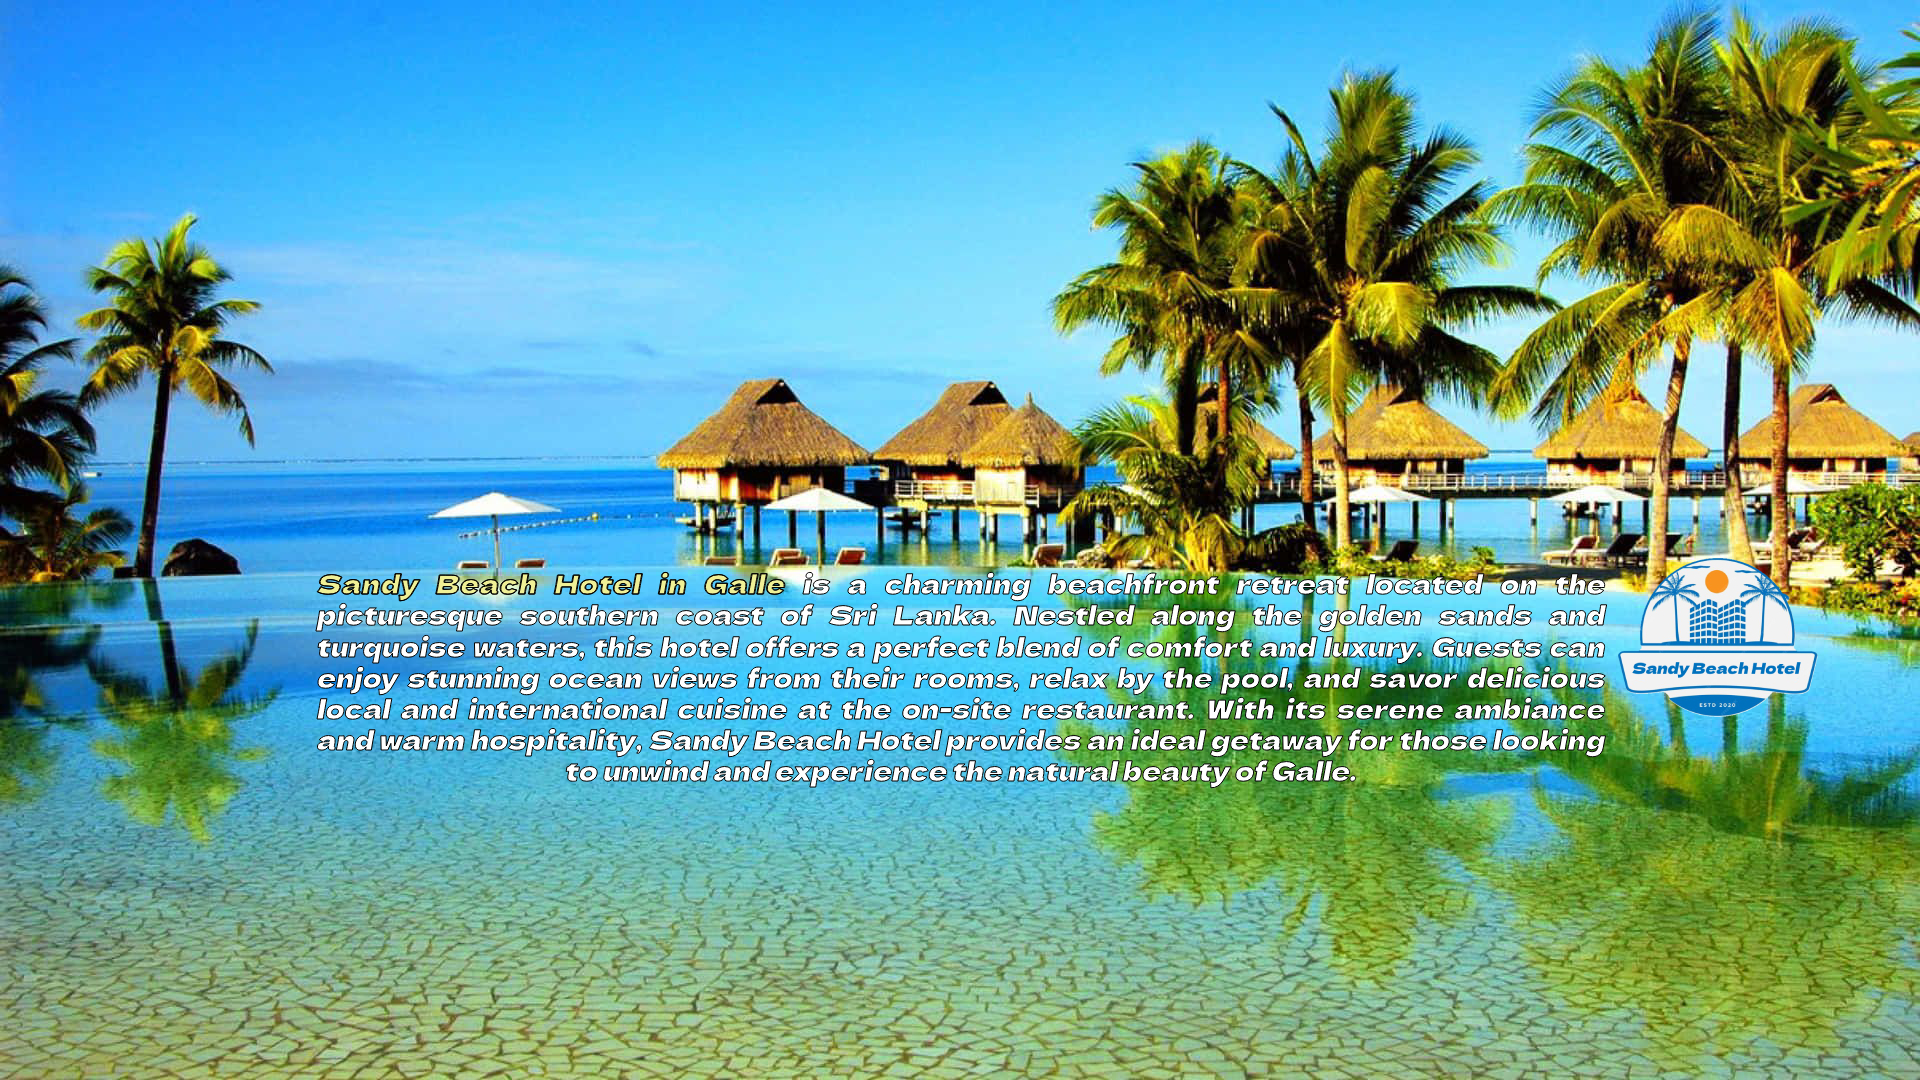 Sandy Beach Hotel in Galle is a charming beachfront retreat located on the
picturesque southern coast of Sri Lanka. Nestled along the golden sands and
turquoise waters, this hotel offers a perfect blend of comfort and luxury. Guests can
enjoy stunning ocean views from their rooms, relax by the pool, and savor delicious
local and international cuisine at the on-site restaurant. With its serene ambiance
and warm hospitality, Sandy Beach Hotel provides an ideal getaway for those looking
to unwind and experience the natural beauty of Galle.
Sandy Beach Hotel
ESTD 2020